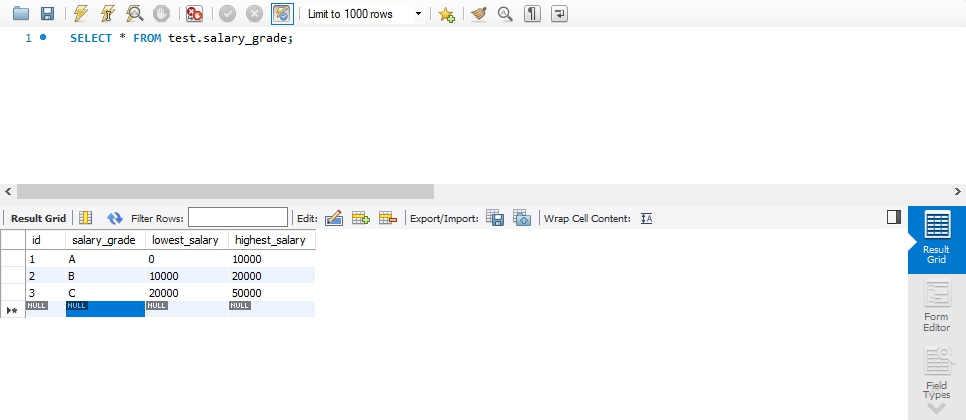 Limit to 1000 rows
1 SELECT * FROM test.salary_grade;
Result Grid Filter Rows: Edit: Export/Import: Wrap Cell Content:
id salary_grade lowest_salary highest_salary
1 A 0 10000
2 B 10000 20000
3 C 20000 50000
NULL NULL NULL NULL
Result
Grid
Form
Editor
Field
Types